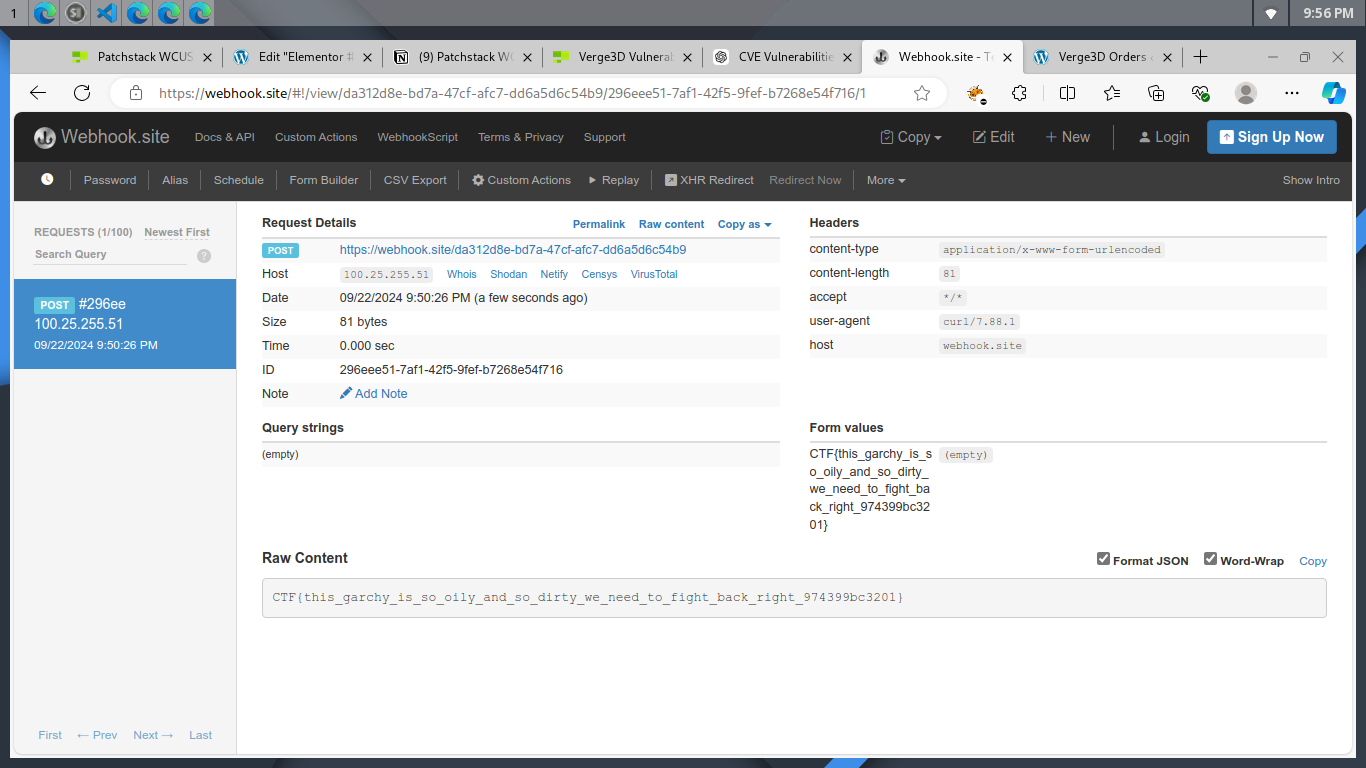 1
9:56 PM
Patchstack WCUS
Edit "Elementor #
(9) Patchstack WC
Verge3D Vulnerab
CVE Vulnerabilitie
Webhook.site - Te
Verge3D Orders
https://webhook.site/#!/view/da312d8e-bd7a-47cf-afc7-dd6a5d6c54b9/296eee51-7af1-42f5-9fef-b7268e54f716/1
Webhook.site Docs & API Custom Actions WebhookScript Terms & Privacy Support Copy Edit New Login Sign Up Now
Password Alias Schedule Form Builder CSV Export Custom Actions Replay XHR Redirect Redirect Now More Show Intro
REQUESTS (1/100) Newest First
Search Query ?
POST #296ee
100.25.255.51
09/22/2024 9:50:26 PM
First ← Prev Next → Last
Request Details Permalink Raw content Copy as
POST https://webhook.site/da312d8e-bd7a-47cf-afc7-dd6a5d6c54b9
Host 100.25.255.51 Whois Shodan Netify Censys VirusTotal
Date 09/22/2024 9:50:26 PM (a few seconds ago)
Size 81 bytes
Time 0.000 sec
ID 296eee51-7af1-42f5-9fef-b7268e54f716
Note Add Note
Headers
content-type application/x-www-form-urlencoded
content-length 81
accept */*
user-agent curl/7.88.1
host webhook.site
Query strings
(empty)
Form values
CTF{this_garchy_is_s (empty)
o_oily_and_so_dirty_
we_need_to_fight_ba
ck_right_974399bc32
01}
Raw Content Format JSON Word-Wrap Copy
CTF{this_garchy_is_so_oily_and_so_dirty_we_need_to_fight_back_right_974399bc3201}